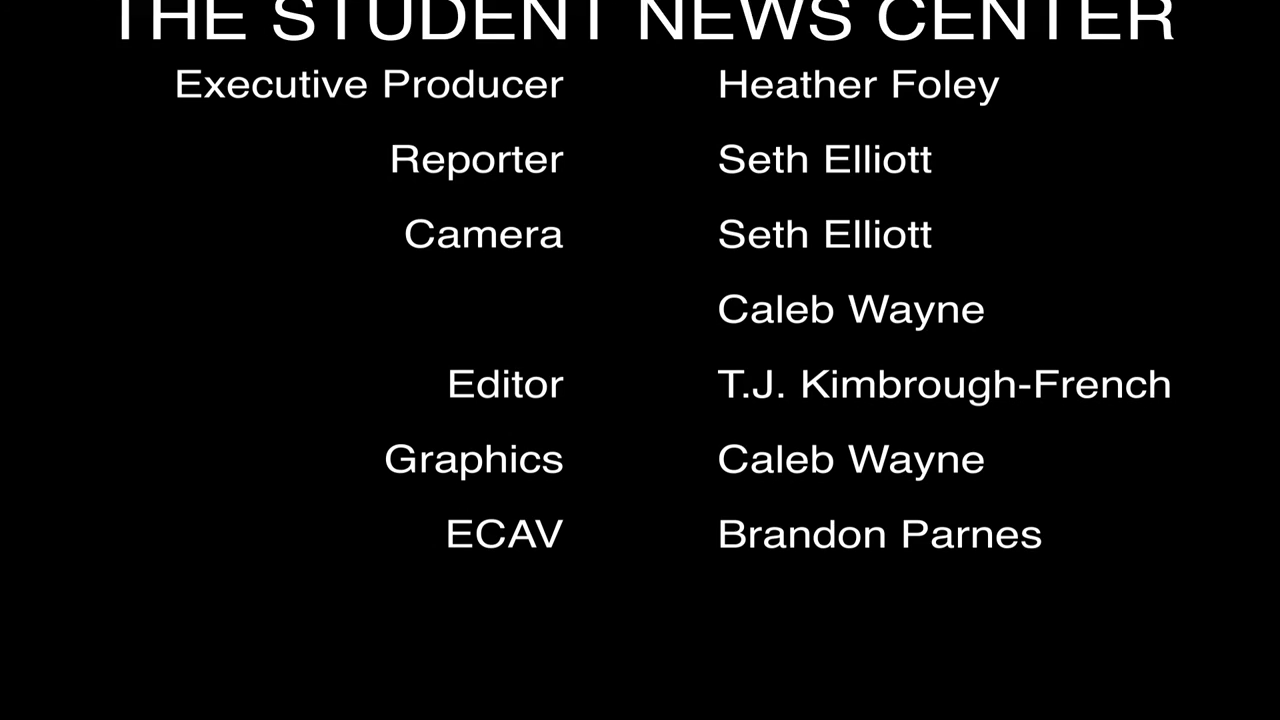 THE STUDENT NEWS CENTER
Executive Producer Heather Foley
Reporter Seth Elliott
Camera Seth Elliott
Caleb Wayne
Editor T.J. Kimbrough-French
Graphics Caleb Wayne
ECAV Brandon Parnes